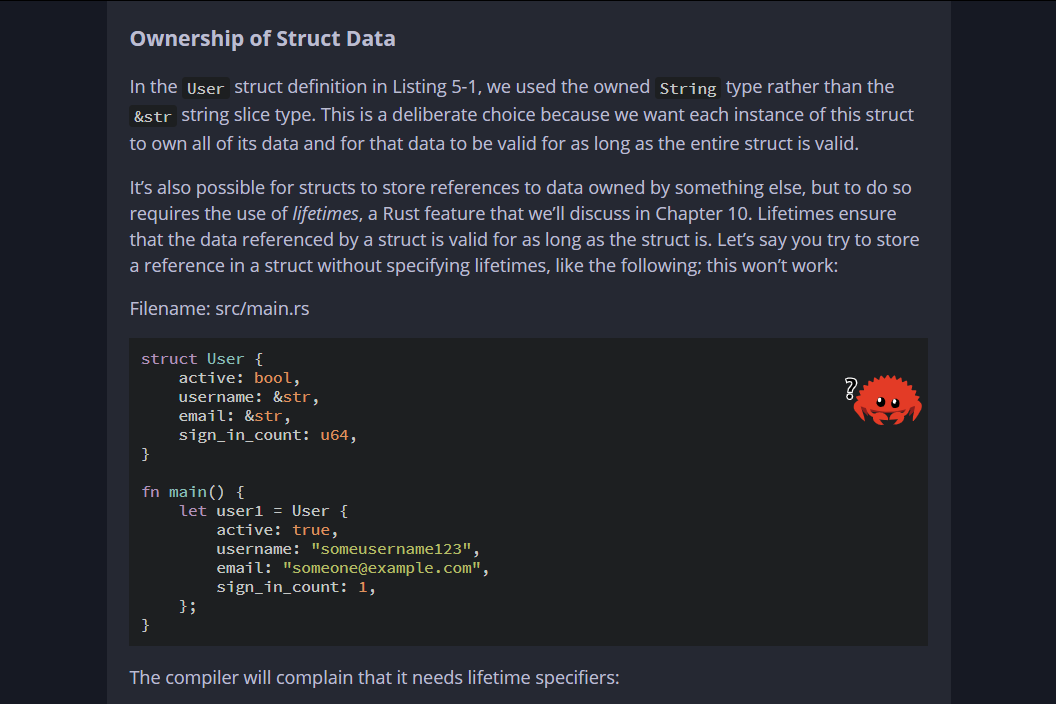 Ownership of Struct Data
In the User struct definition in Listing 5-1, we used the owned String type rather than the
&str string slice type. This is a deliberate choice because we want each instance of this struct
to own all of its data and for that data to be valid for as long as the entire struct is valid.
It’s also possible for structs to store references to data owned by something else, but to do so
requires the use of lifetimes, a Rust feature that we’ll discuss in Chapter 10. Lifetimes ensure
that the data referenced by a struct is valid for as long as the struct is. Let’s say you try to store
a reference in a struct without specifying lifetimes, like the following; this won’t work:
Filename: src/main.rs
struct User {
    active: bool,
    username: &str,
    email: &str,
    sign_in_count: u64,
}
?
fn main() {
    let user1 = User {
        active: true,
        username: "someusername123",
        email: "someone@example.com",
        sign_in_count: 1,
    };
}
The compiler will complain that it needs lifetime specifiers: